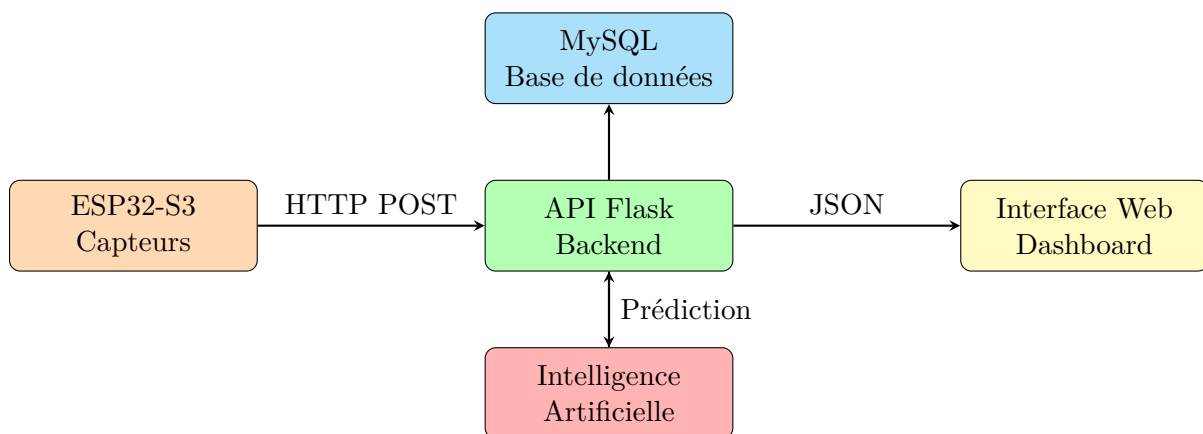 MySQL
Base de données
ESP32-S3
Capteurs
HTTP POST
API Flask
Backend
JSON
Interface Web
Dashboard
Prédiction
Intelligence
Artificielle